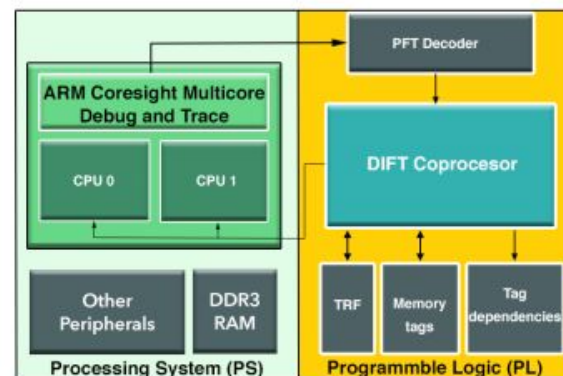 PFT Decoder
ARM Coresight Multicore
Debug and Trace
CPU 0
CPU 1
DIFT Coprocesor
Other
Peripherals
DDR3
RAM
TRF
Memory
tags
Tag
dependencies
Processing System (PS)
Programmble Logic (PL)